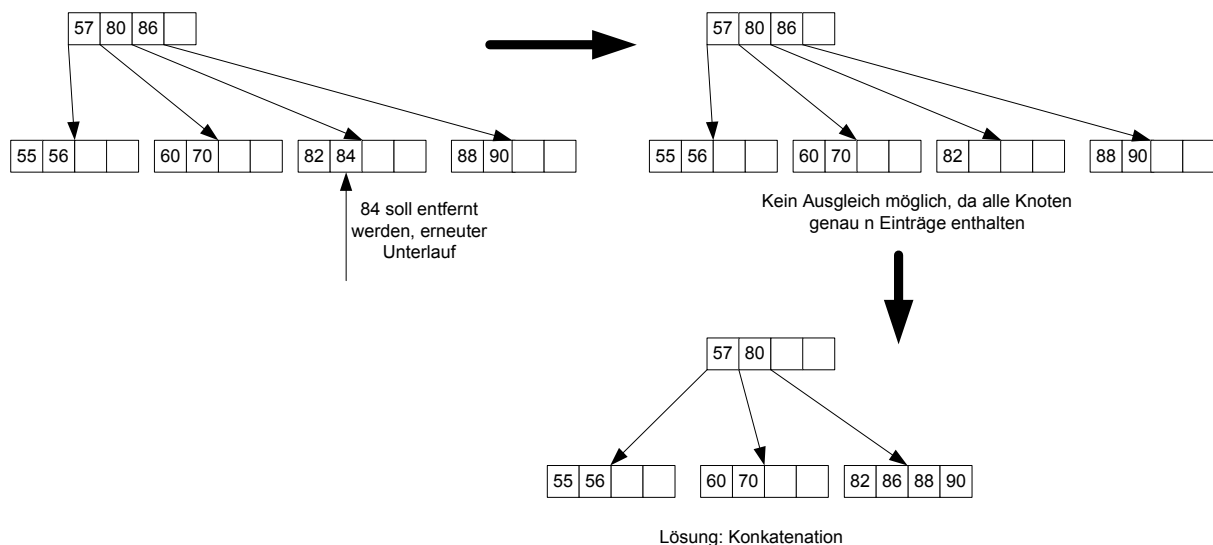 57 80 86
55 56
60 70
82 84
88 90
84 soll entfernt
werden, erneuter
Unterlauf
57 80 86
55 56
60 70
82
88 90
Kein Ausgleich möglich, da alle Knoten
genau n Einträge enthalten
57 80
55 56
60 70
82 86 88 90
Lösung: Konkatenation